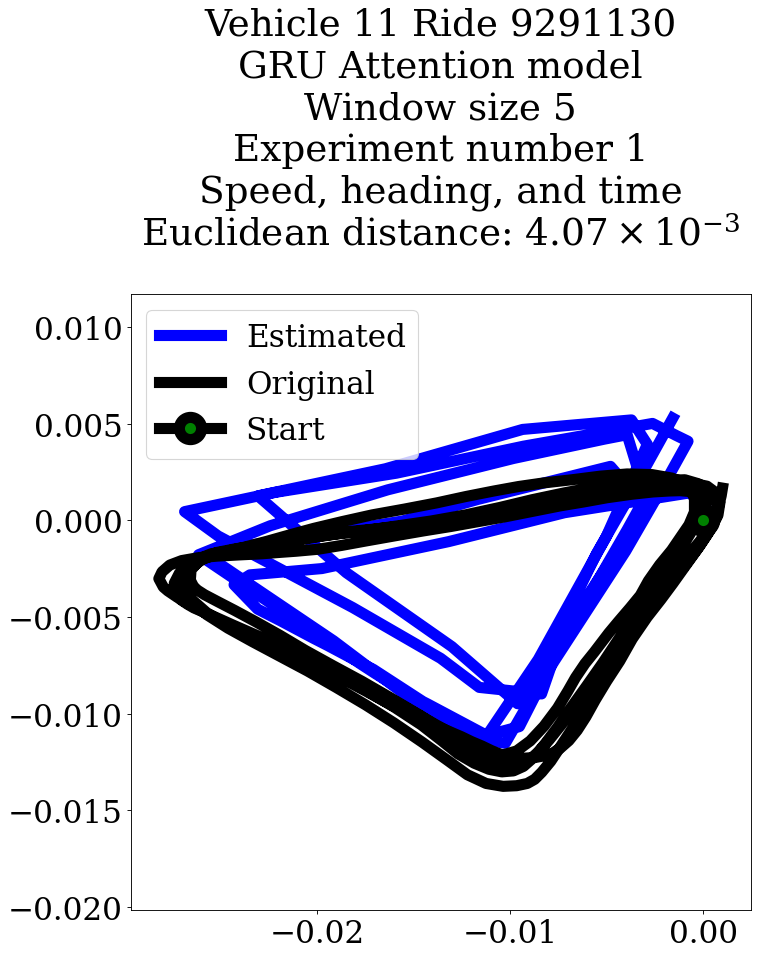 Vehicle 11 Ride 9291130
GRU Attention model
Window size 5
Experiment number 1
Speed, heading, and time
Euclidean distance: 4.07 × 10⁻³
0.010
0.005
0.000
−0.005
−0.010
−0.015
−0.020
Estimated
Original
Start
−0.02
−0.01
0.00